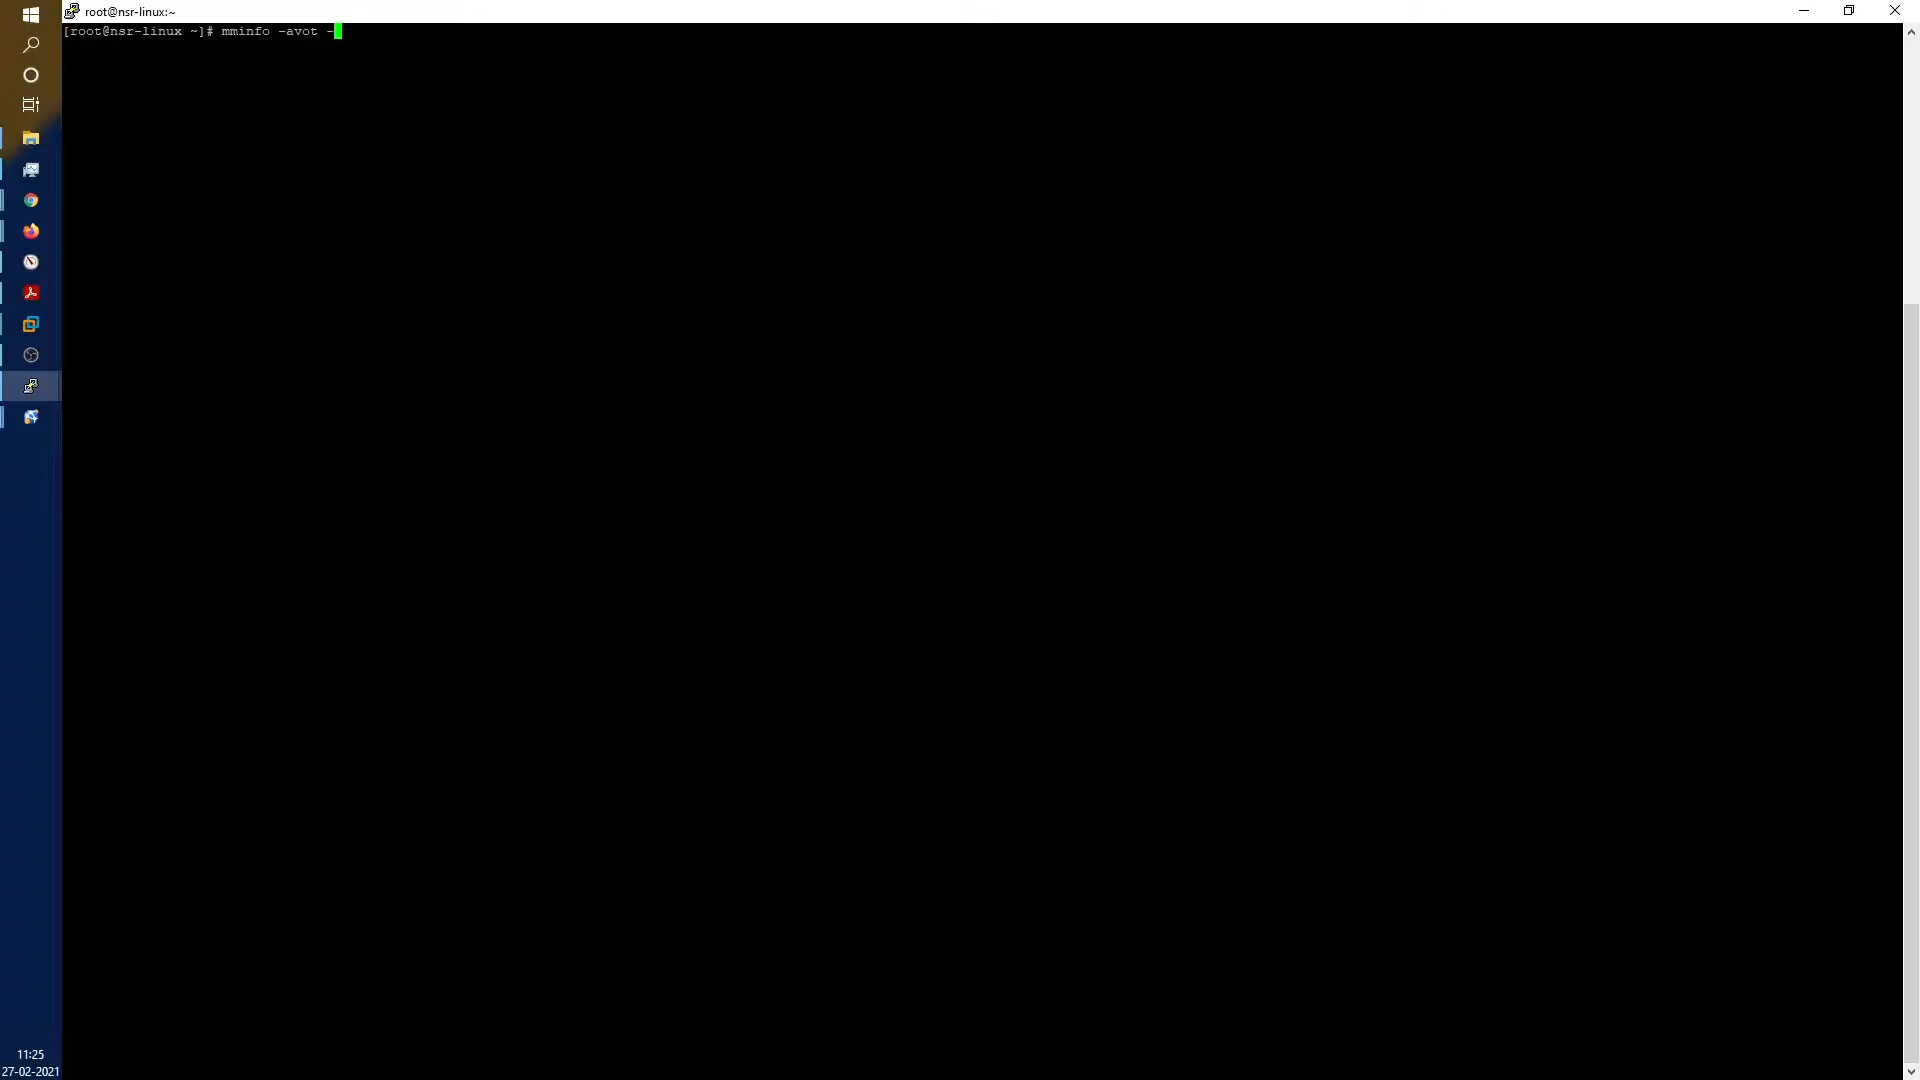 root@nsr-linux:~
[root@nsr-linux ~]# mminfo -avot -
11:25
27-02-2021